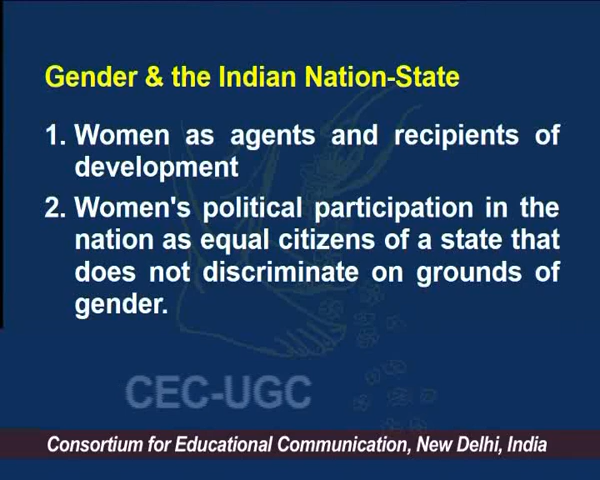 Gender & the Indian Nation-State
1. Women as agents and recipients of
development
2. Women's political participation in the
nation as equal citizens of a state that
does not discriminate on grounds of
gender.
CEC-UGC
Consortium for Educational Communication, New Delhi, India